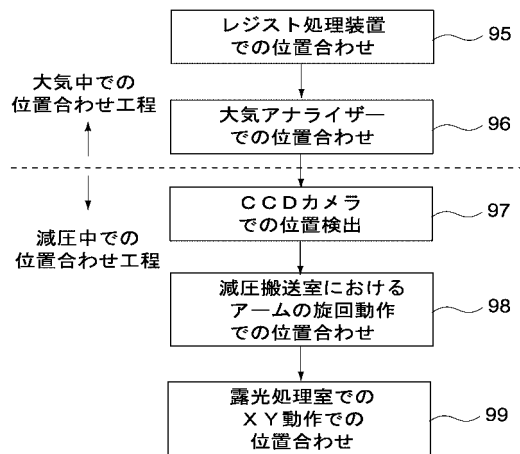 レジスト処理装置
での位置合わせ
95
大気中での
位置合わせ工程
大気アナライザー
での位置合わせ
96
CCDカメラ
での位置検出
97
減圧中での
位置合わせ工程
減圧搬送室における
アームの旋回動作
での位置合わせ
98
露光処理室での
XY動作での
位置合わせ
99